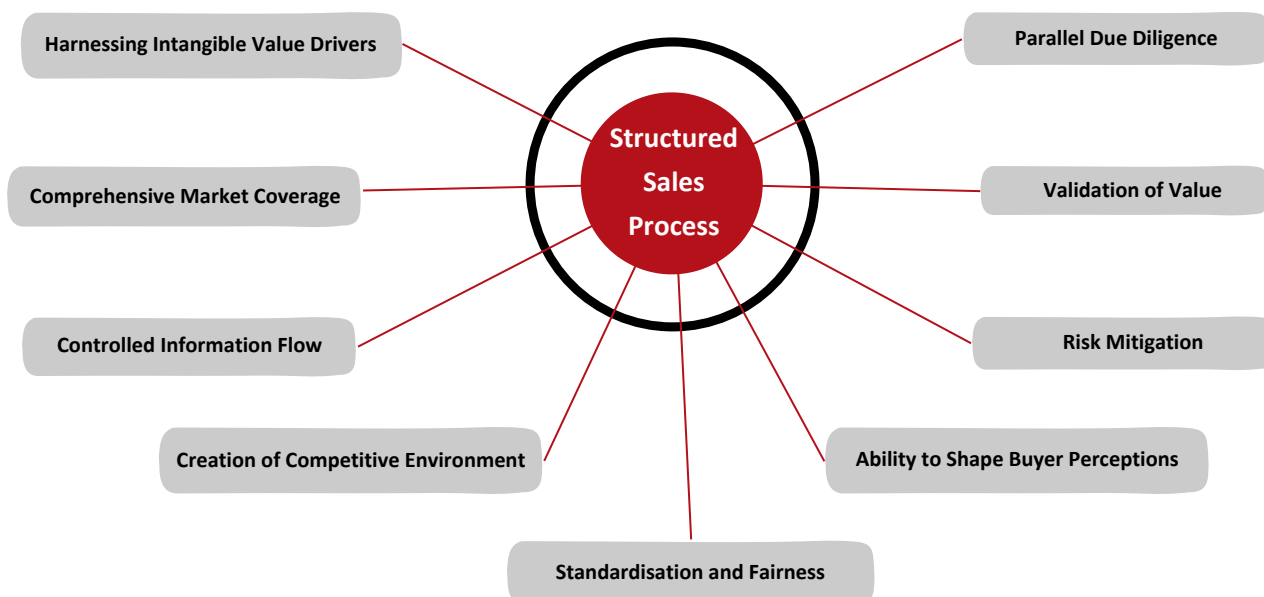 Harnessing Intangible Value Drivers
Parallel Due Diligence
Structured
Sales
Process
Comprehensive Market Coverage
Validation of Value
Controlled Information Flow
Risk Mitigation
Creation of Competitive Environment
Ability to Shape Buyer Perceptions
Standardisation and Fairness